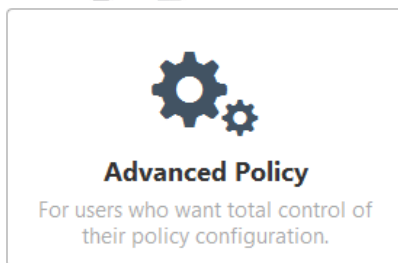 Advanced Policy
For users who want total control of
their policy configuration.